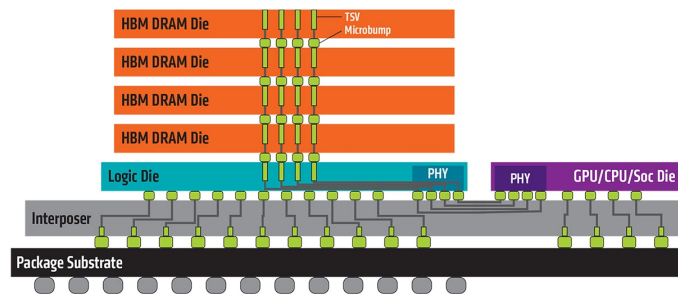 HBM DRAM Die
TSV
Microbump
HBM DRAM Die
HBM DRAM Die
HBM DRAM Die
Logic Die
PHY
PHY
GPU/CPU/Soc Die
Interposer
Package Substrate